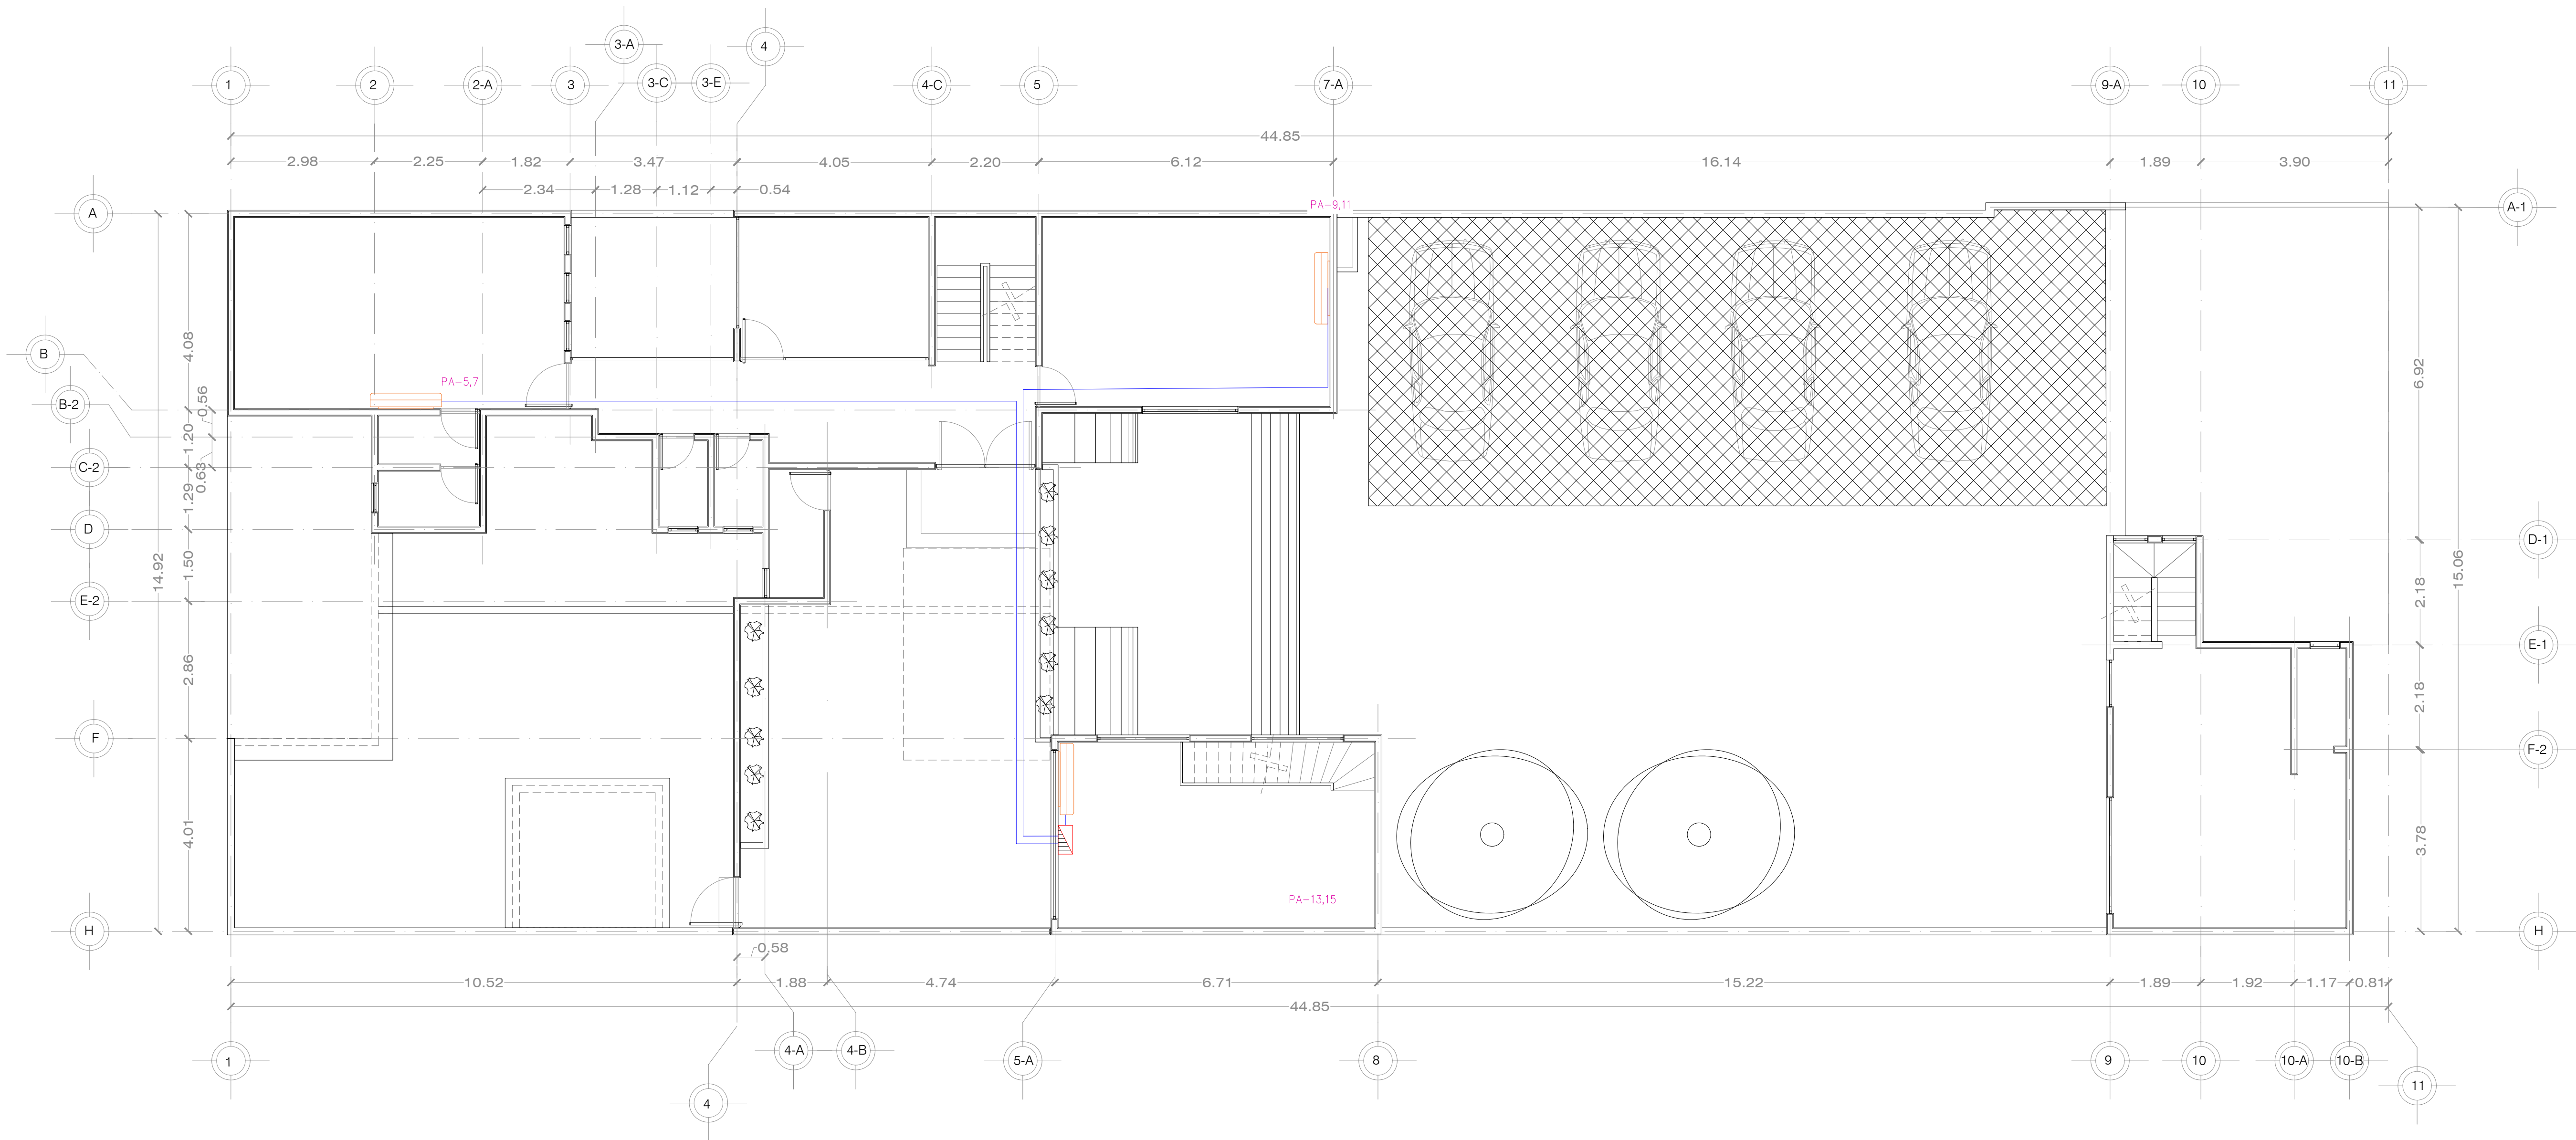 3-A
4
1
2
2-A
3
3-C
3-E
4-C
5
7-A
9-A
10
11
44.85
2.98
2.25
1.82
3.47
4.05
2.20
6.12
16.14
1.89
3.90
2.34
1.28
1.12
0.54
A
PA-9,11
A-1
B
4.08
6.92
PA-5,7
B-2
0.56
1.20
C-2
0.63
1.29
D
D-1
14.92
1.50
15.06
2.18
E-2
E-1
2.86
2.18
F
F-2
4.01
3.78
PA-13,15
H
H
0.58
10.52
1.88
4.74
6.71
15.22
1.89
1.92
1.17
0.81
44.85
1
4-A
4-B
5-A
8
9
10
10-A
10-B
4
11